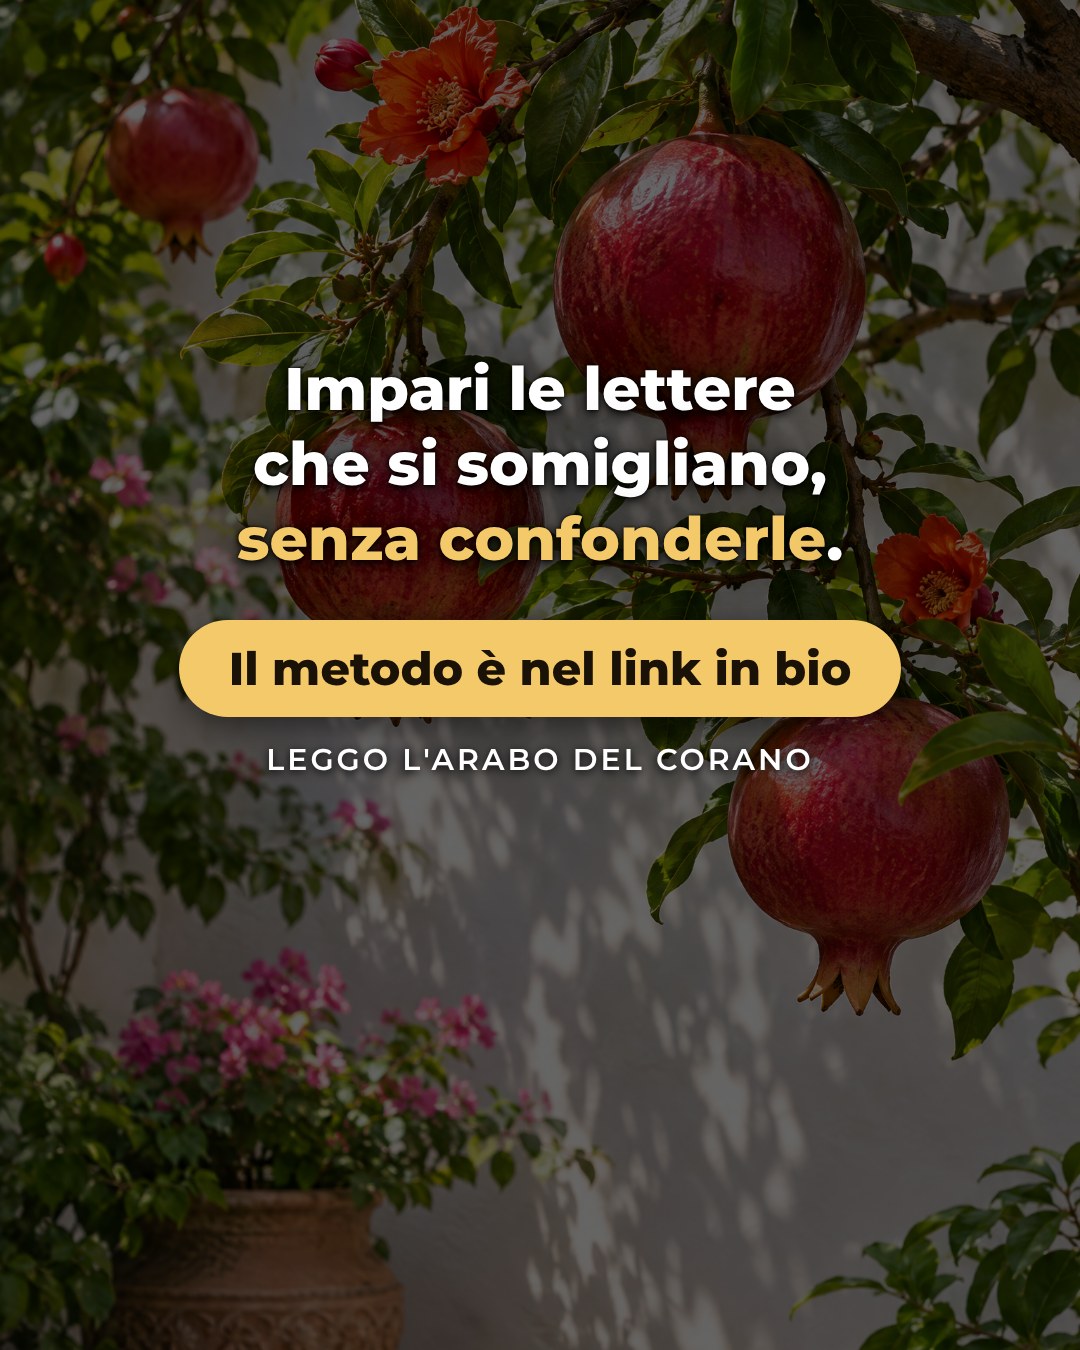 Impari le lettere
che si somigliano,
senza confonderle.
Il metodo è nel link in bio
LEGGO L'ARABO DEL CORANO